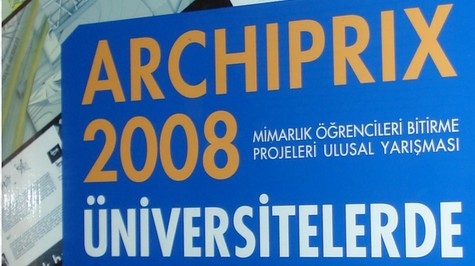 ARCHIPRIX
2008 MİMARLIK ÖĞRENCİLERİ BİTİRME
PROJELERİ ULUSAL YARIŞMASI
ÜNİVERSİTELERDE